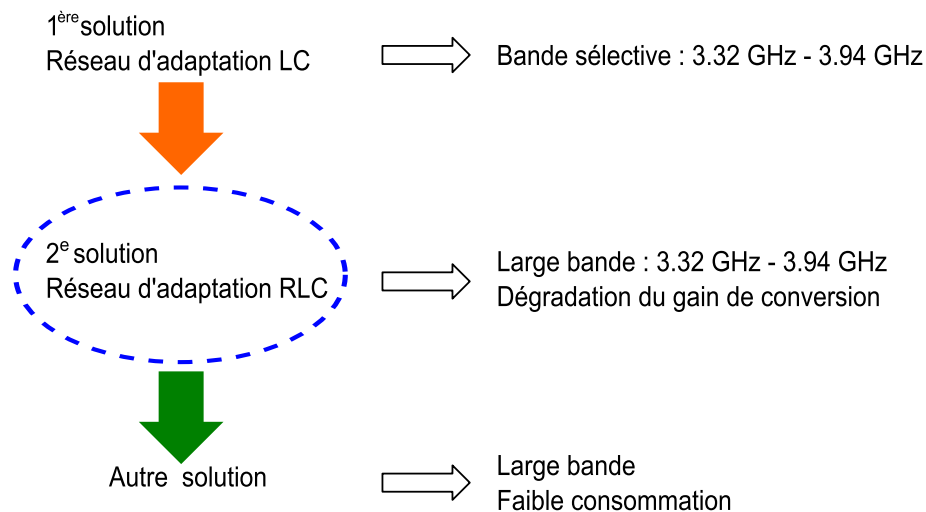 1ère solution
Réseau d'adaptation LC
Bande sélective : 3.32 GHz - 3.94 GHz
2e solution
Réseau d'adaptation RLC
Large bande : 3.32 GHz - 3.94 GHz
Dégradation du gain de conversion
Autre solution
Large bande
Faible consommation